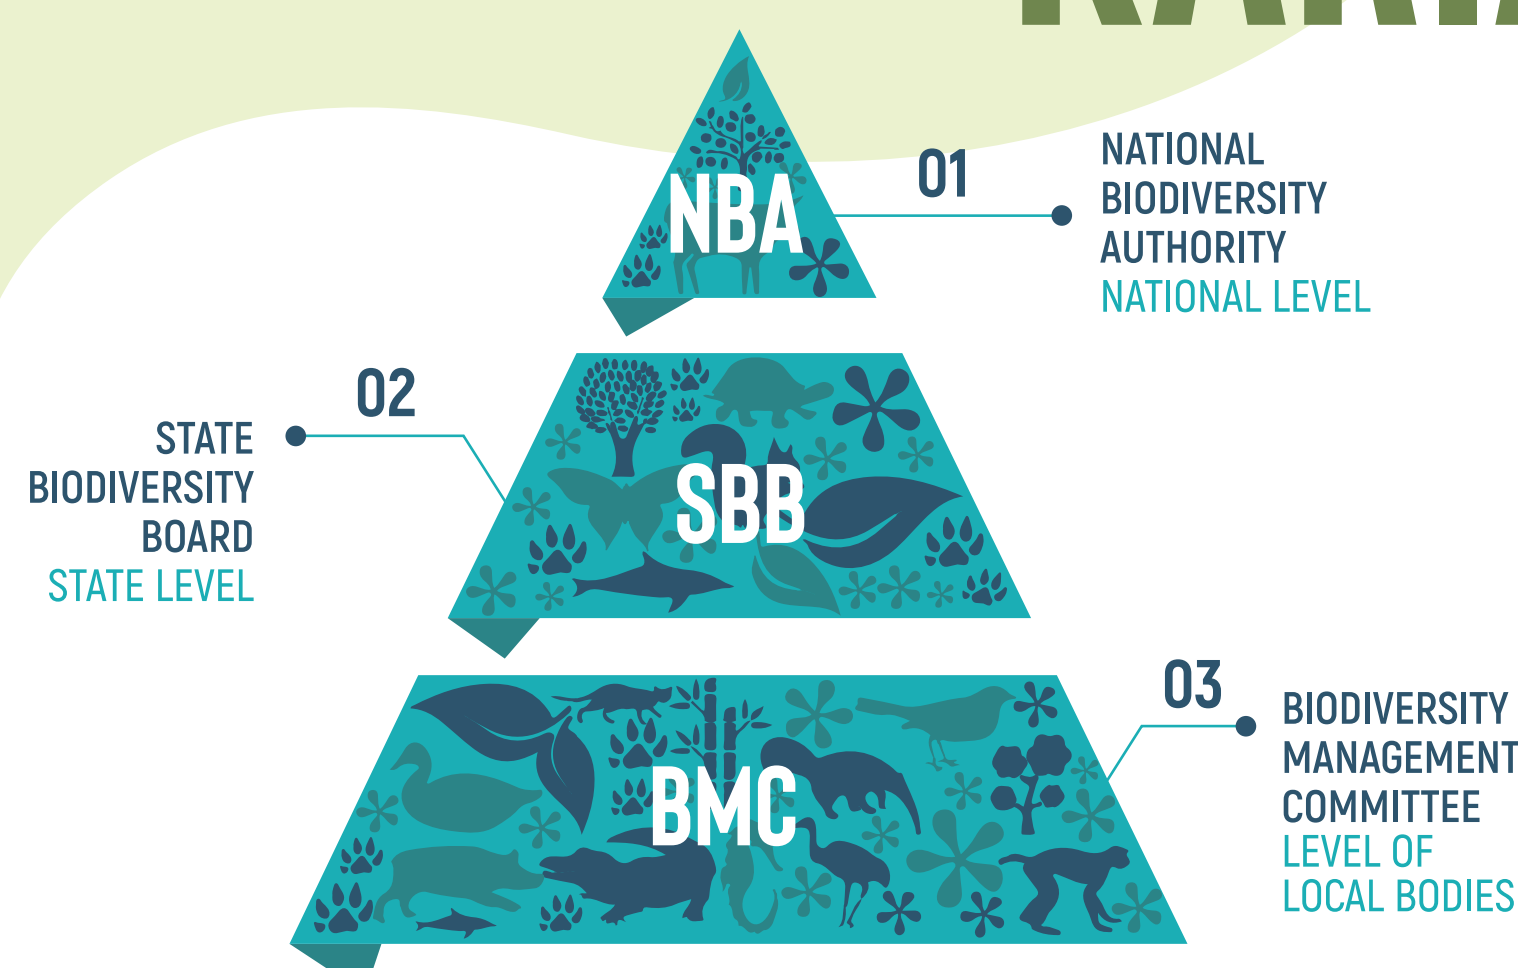 NBA
01
NATIONAL
BIODIVERSITY
AUTHORITY
NATIONAL LEVEL
02
STATE
BIODIVERSITY
BOARD
STATE LEVEL
SBB
03
BIODIVERSITY
MANAGEMENT
COMMITTEE
LEVEL OF
LOCAL BODIES
BMC